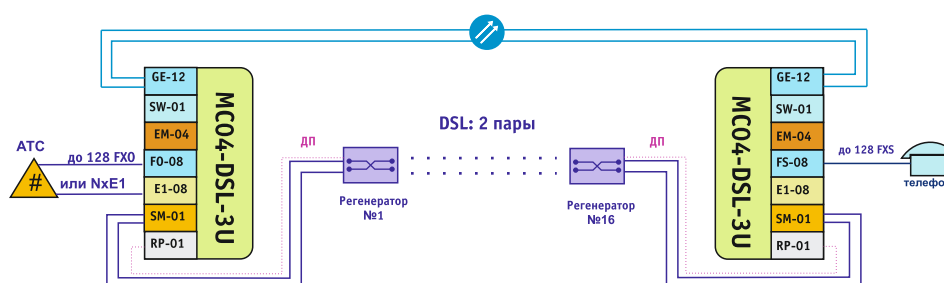 GE-12
SW-01
EM-04
FO-08
E1-08
SM-01
RP-01
MC04-DSL-3U
АТС
#
до 128 FXO
или NxE1
ДП
DSL: 2 пары
ДП
Регенератор
№1
Регенератор
№16
GE-12
SW-01
EM-04
FS-08
E1-08
SM-01
RP-01
MC04-DSL-3U
до 128 FXS
телефо